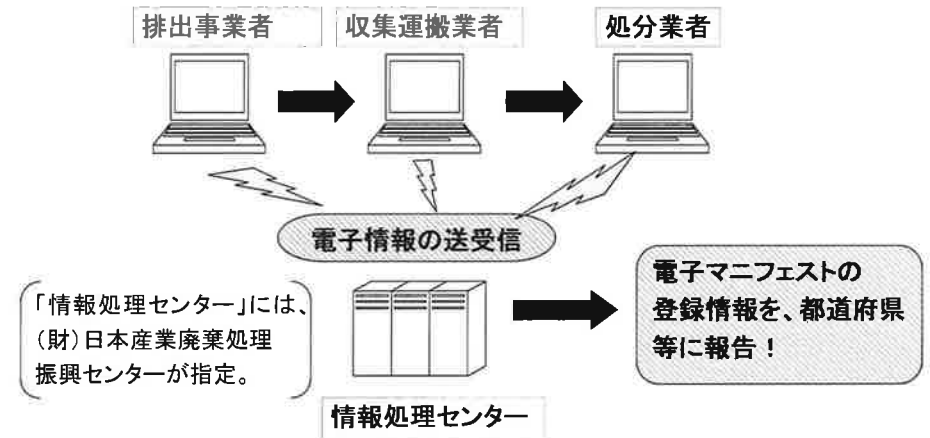 排出事業者
収集運搬業者
処分業者
電子情報の送受信
「情報処理センター」には、
(財)日本産業廃棄処理
振興センターが指定。
電子マニフェストの
登録情報を、都道府県
等に報告！
情報処理センター